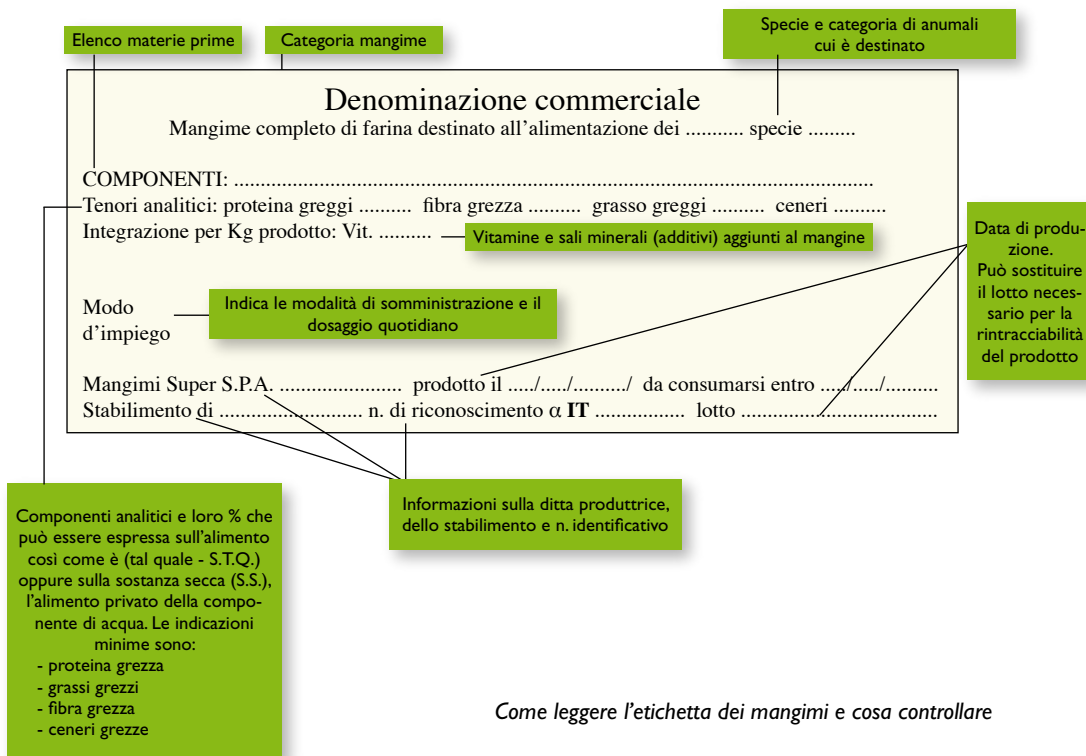 Elenco materie prime
Categoria mangime
Specie e categoria di anumali
cui è destinato
Denominazione commerciale
Mangime completo di farina destinato all'alimentazione dei .......... specie .........
COMPONENTI: ....................................................................................................................
Tenori analitici: proteina greggi .......... fibra grezza .......... grasso greggi .......... ceneri ..........
Integrazione per Kg prodotto: Vit. ..........
Vitamine e sali minerali (additivi) aggiunti al mangine
Data di produ-
zione.
Può sostituire
il lotto neces-
sario per la
rintracciabilità
del prodotto
Modo
d'impiego
Indica le modalità di somministrazione e il
dosaggio quotidiano
Mangimi Super S.P.A. ...................... prodotto il ...../...../........./ da consumarsi entro ...../...../.........
Stabilimento di .......................... n. di riconoscimento α IT ................ lotto ....................................
Informazioni sulla ditta produttrice,
dello stabilimento e n. identificativo
Componenti analitici e loro % che
può essere espressa sull'alimento
così come è (tal quale - S.T.Q.)
oppure sulla sostanza secca (S.S.),
l'alimento privato della compo-
nente di acqua. Le indicazioni
minime sono:
- proteina grezza
- grassi grezzi
- fibra grezza
- ceneri grezze
Come leggere l'etichetta dei mangimi e cosa controllare